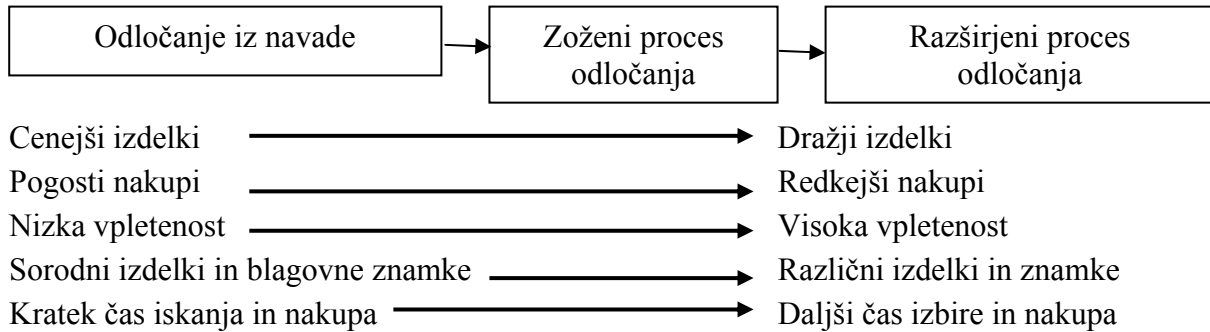 Odločanje iz navade
Zoženi proces
odločanja
Razširjeni proces
odločanja
Cenejši izdelki
Dražji izdelki
Pogosti nakupi
Redkejši nakupi
Nizka vpletenost
Visoka vpletenost
Sorodni izdelki in blagovne znamke
Različni izdelki in znamke
Kratek čas iskanja in nakupa
Daljši čas izbire in nakupa